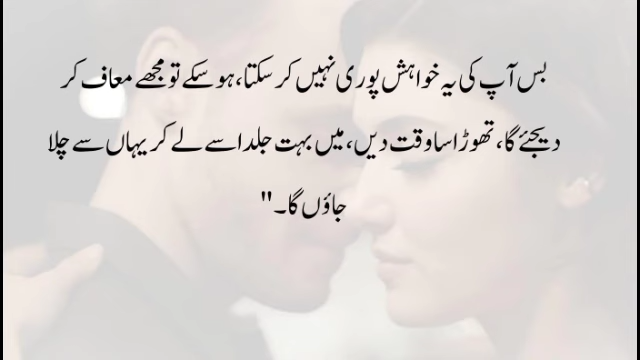 بس آپ کی یہ خواہش پوری نہیں کر سکتا، ہو سکے تو مجھے معاف کر
دیجئے گا، تھوڑا سا وقت دیں، میں بہت جلد اسے لے کر یہاں سے چلا
جاؤں گا۔"